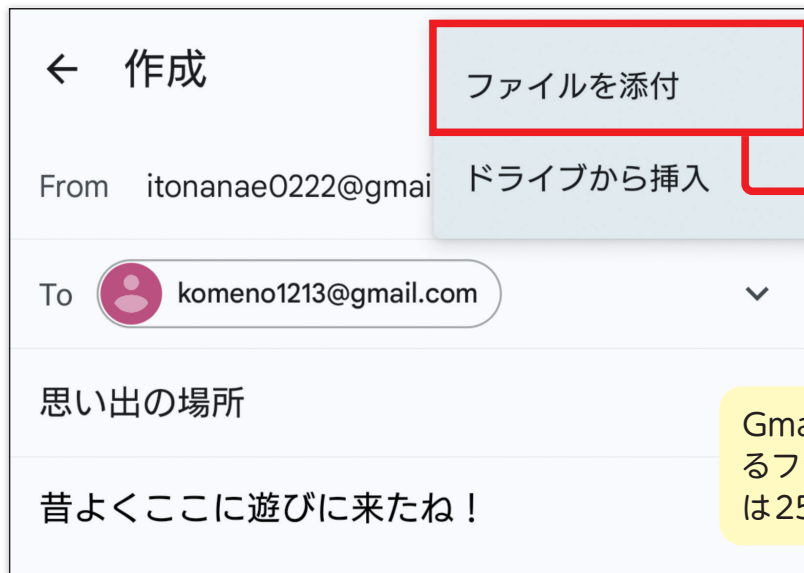 作成
ファイルを添付
ドライブから挿入
From itonanae0222@gmai
To komeno1213@gmail.com
思い出の場所
昔よくここに遊びに来たね！
Gma
るフ
は25